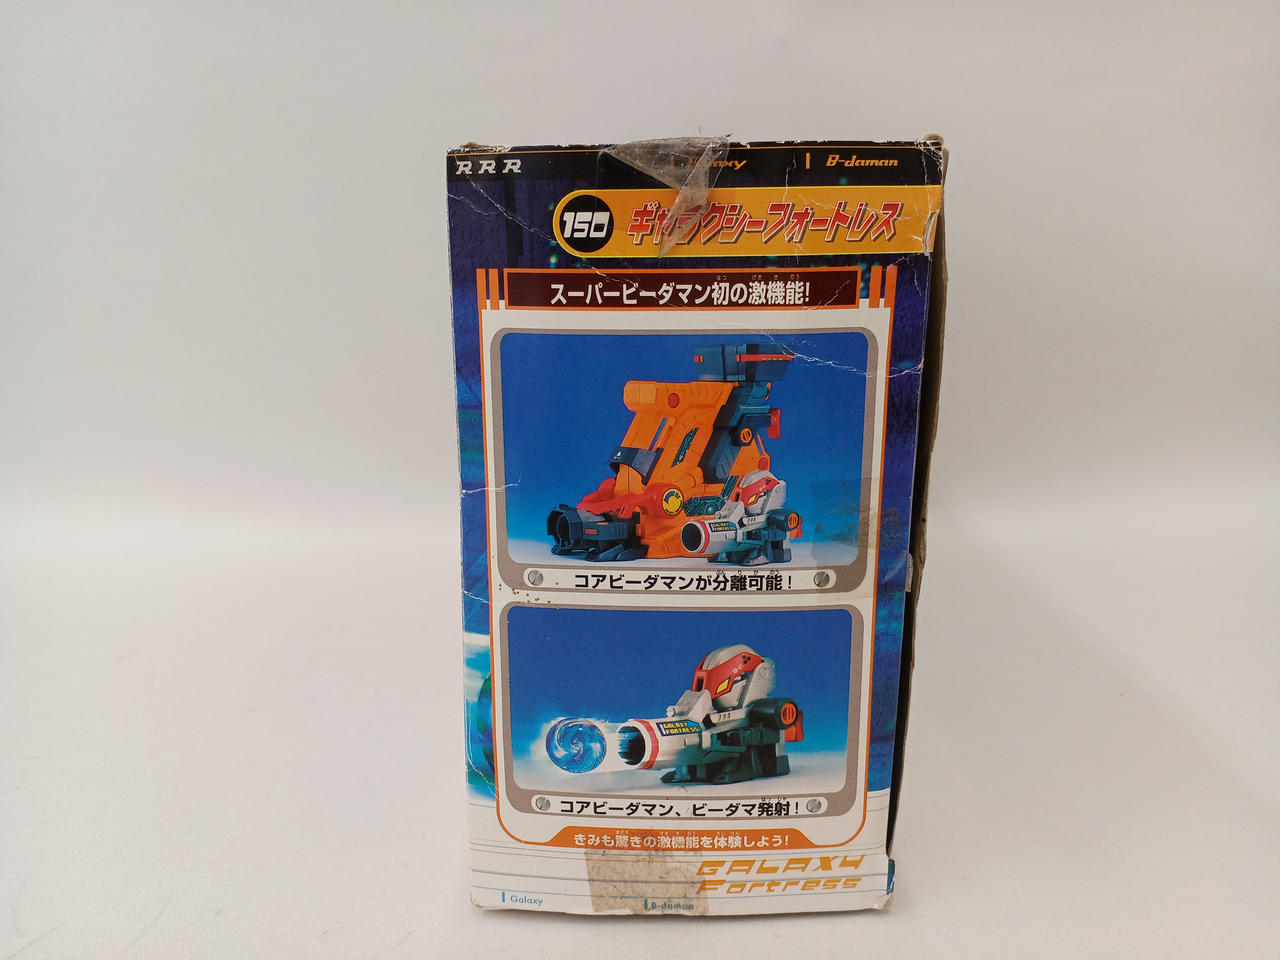 RRR
B-daman
150 ギャラクシーフォートレス
スーパービーダマン初の激機能!
GALAXY
FORTRESS
コアビーダマンが分離可能!
GALAXY
FORTRESS
コアビーダマン、ビーダマ発射!
きみも驚きの激機能を体験しよう!
GALAXY
Fortress
Galaxy
B-daman